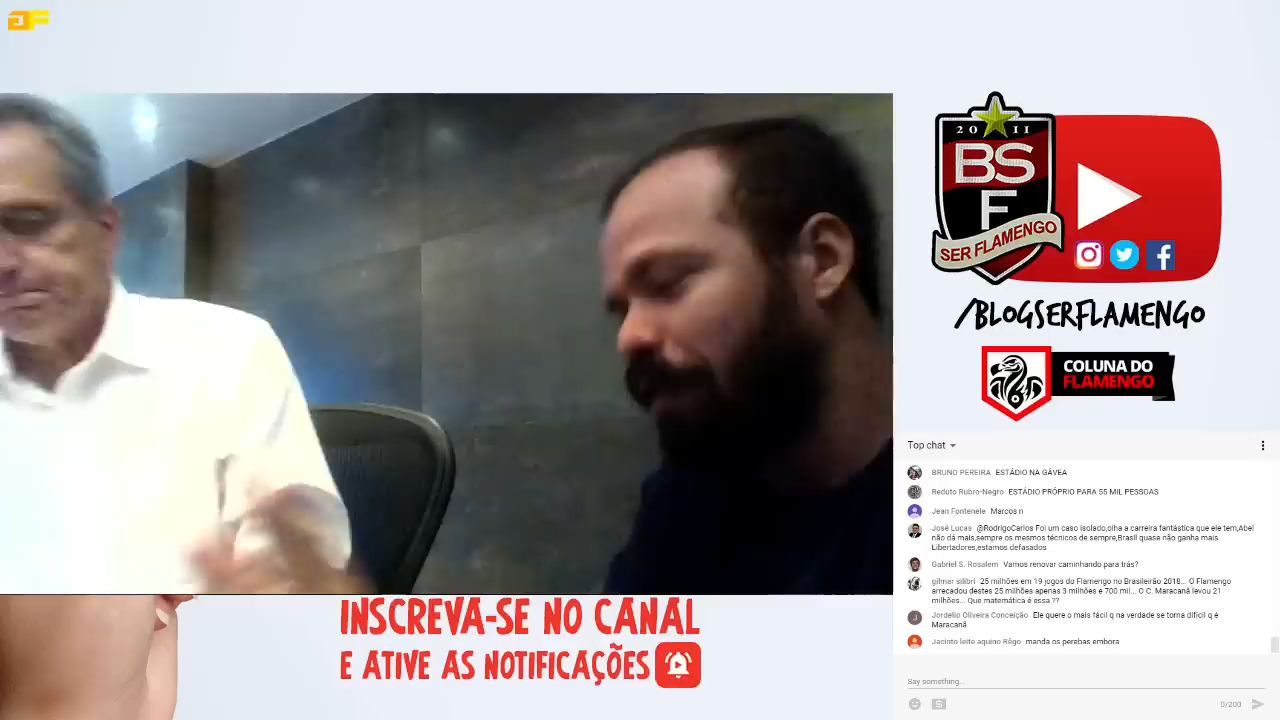 GF
20 11
BS
F
SER FLAMENGO
/BLOGSERFLAMENGO
COLUNA DO
FLAMENGO
Top chat
BRUNO PEREIRA ESTÁDIO NA GÁVEA
Reduto Rubro-Negro ESTÁDIO PRÓPRIO PARA 55 MIL PESSOAS
Jean Fontenele Marcos n
José Lucas @RodrigoCarlos Foi um caso isolado,olha a carreira fantástica que ele tem,Abel
não dá mais,sempre os mesmos técnicos de sempre,Brasil quase não ganha mais
Libertadores,estamos defasados
Gabriel S. Rosalem Vamos renovar caminhando para trás?
gilmar silibri 25 milhões em 19 jogos do Flamengo no Brasileirão 2018... O Flamengo
arrecadou destes 25 milhões apenas 3 milhões e 700 mil... O C. Maracanã levou 21
milhões... Que matemática é essa ??
Jordelio Oliveira Conceição Ele quere o mais fácil q na verdade se torna difícil q é
Maracanã
Jacinto leite aquino Rêgo manda os perebas embora
Say something...
0/200
INSCREVA-SE NO CANAL
E ATIVE AS NOTIFICAÇÕES